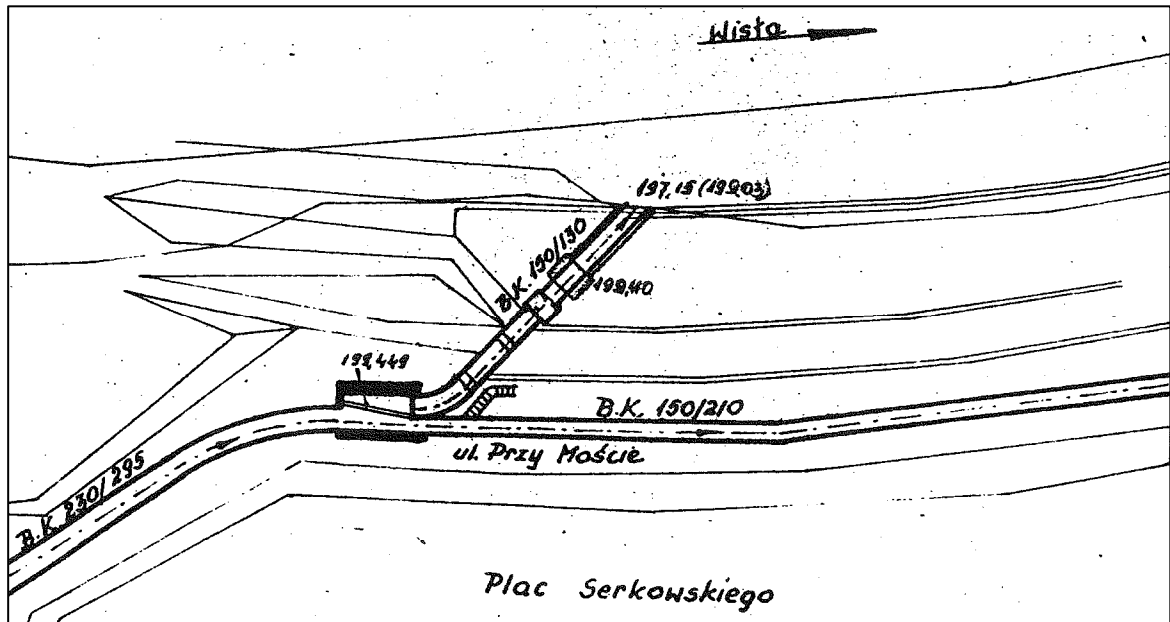 Wisła
197,15 (199,03)
B.K. 190/130
199,40
199,449
B.K. 150/210
ul. Przy Moście
B.K. 230/295
Plac Serkowskiego